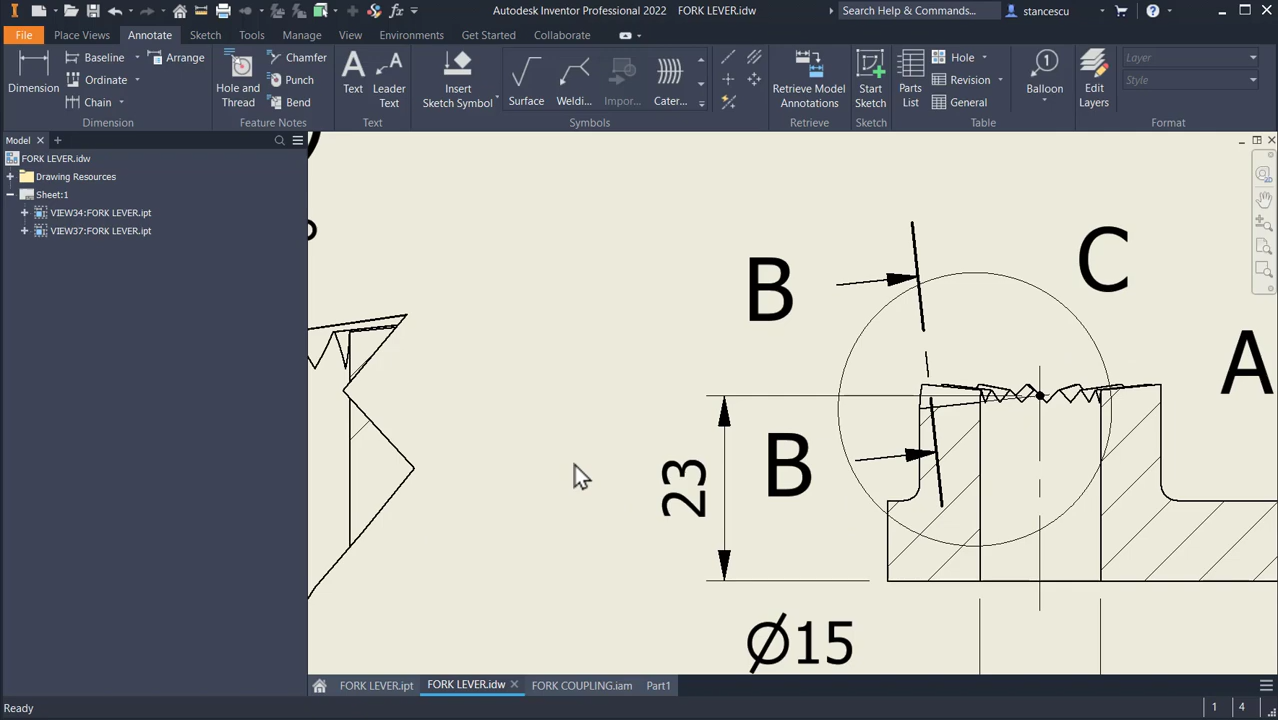 Autodesk Inventor Professional 2022 FORK LEVER.idw
Search Help & Commands...
stancescu
File
Place Views
Annotate
Sketch
Tools
Manage
View
Environments
Get Started
Collaborate
Dimension
Baseline
Ordinate
Chain
Arrange
Dimension
Hole and Thread
Chamfer
Punch
Bend
Feature Notes
Text
Leader Text
Text
Insert Sketch Symbol
Surface
Weldi...
Impor...
Cater...
Symbols
Retrieve Model Annotations
Retrieve
Start Sketch
Sketch
Parts List
Hole
Revision
General
Table
Balloon
Edit Layers
Layer
Style
Format
Model
FORK LEVER.idw
Drawing Resources
Sheet:1
VIEW34:FORK LEVER.ipt
VIEW37:FORK LEVER.ipt
B
C
A
B
23
Ø15
FORK LEVER.ipt
FORK LEVER.idw
FORK COUPLING.iam
Part1
Ready
1
4